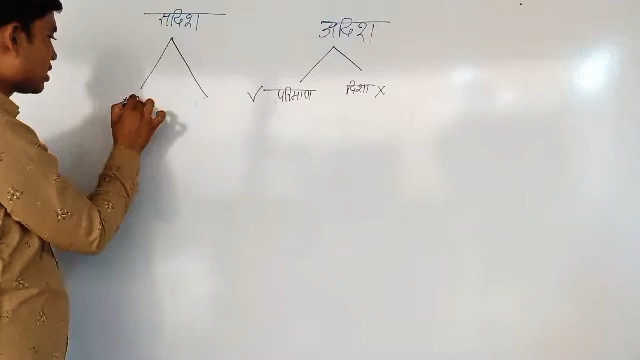 सदिश
अदिश
✓ परिमाण
दिशा ×